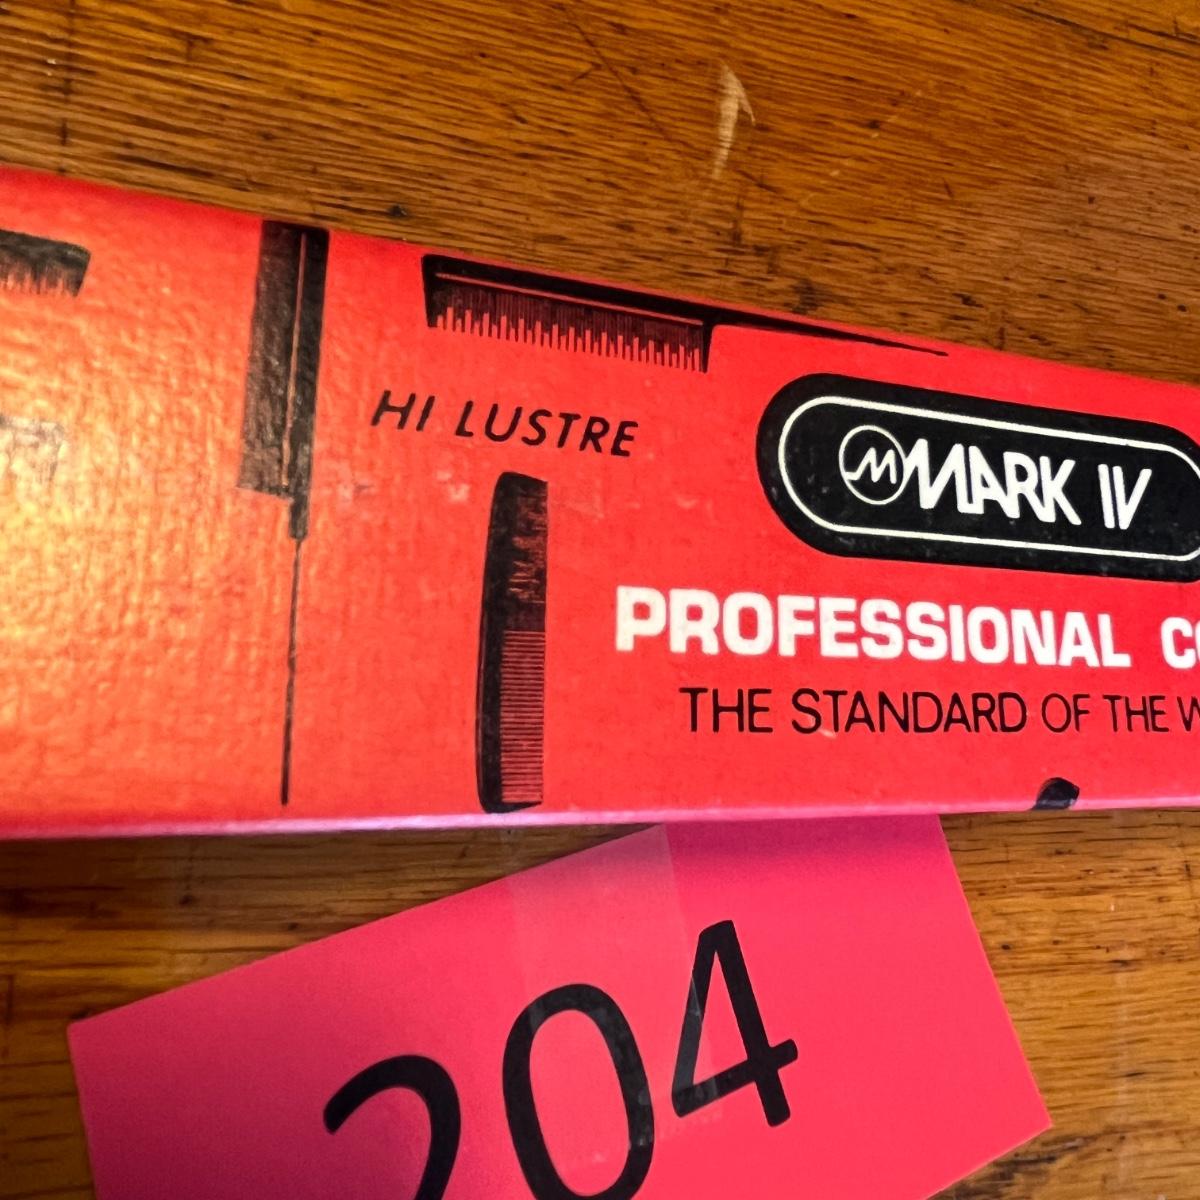 HI LUSTRE
M MARK IV
PROFESSIONAL
THE STANDARD OF THE
204